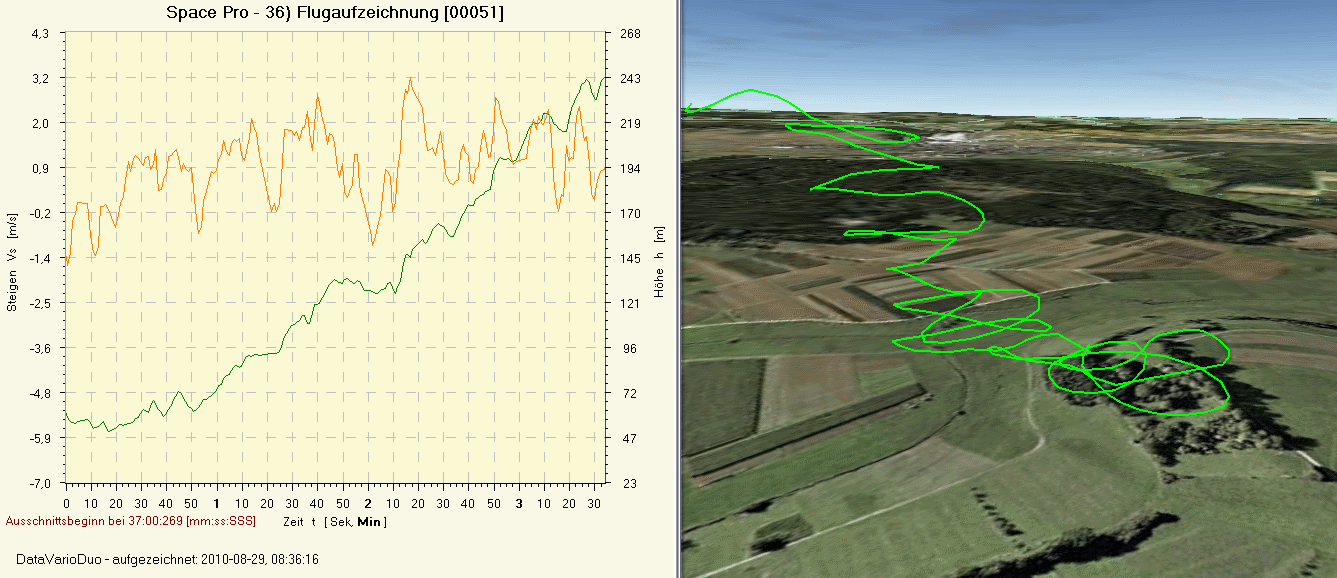 Space Pro - 36) Flugaufzeichnung [00051]
4,3 268
3,2 243
2,0 219
0,9 194
-0,2 170
-1,4 145
-2,5 121
-3,6 96
-4,8 72
-5,9 47
-7,0 23
Steigen Vs [m/s]
Höhe h [m]
0 10 20 30 40 50 1 10 20 30 40 50 2 10 20 30 40 50 3 10 20 30
Ausschnittsbeginn bei 37:00:269 [mm:ss:SSS] Zeit t [ Sek, Min ]
DataVarioDuo - aufgezeichnet: 2010-08-29, 08:36:16